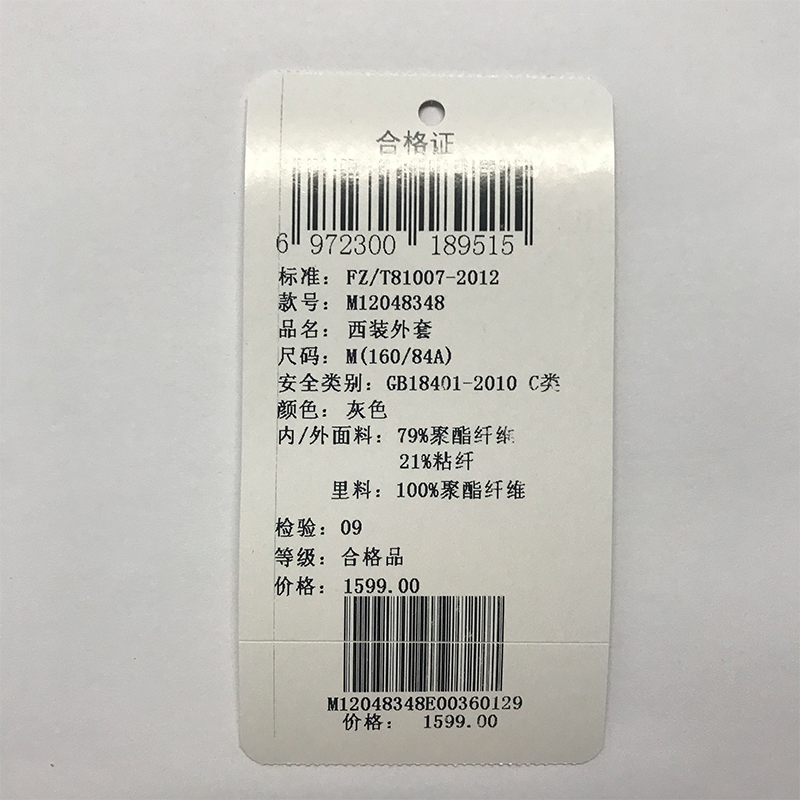 合格证
6 972300 189515
标准: FZ/T81007-2012
款号: M12048348
品名: 西装外套
尺码: M(160/84A)
安全类别: GB18401-2010 C类
颜色: 灰色
内/外面料: 79%聚酯纤维
21%粘纤
里料: 100%聚酯纤维
检验: 09
等级: 合格品
价格: 1599.00
M12048348E00360129
价格: 1599.00